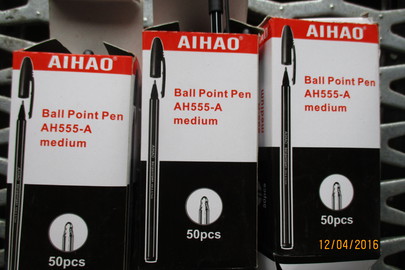 AIHAO
Ball Point Pen
AH555-A
medium
50pcs
AIHAO
Ball Point Pen
AH555-A
medium
50pcs
AIHAO
Ball Point Pen
AH555-A
medium
50pcs
12/04/2016